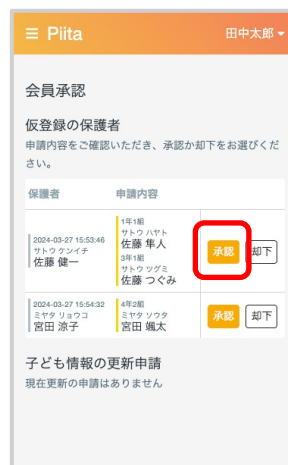 ≡ Piita 田中太郎
会員承認
仮登録の保護者
申請内容をご確認いただき、承認か却下をお選びくだ
さい。
保護者 申請内容
2024-03-27 15:53:46
サトウ ケンイチ
佐藤 健一
1年1組
サトウ ハヤト
佐藤 隼人
3年1組
サトウ ツグミ
佐藤 つぐみ
承認 却下
2024-03-27 15:54:32
ミヤタ リョウコ
宮田 涼子
4年2組
ミヤタ ソウタ
宮田 颯太
承認 却下
子ども情報の更新申請
現在更新の申請はありません